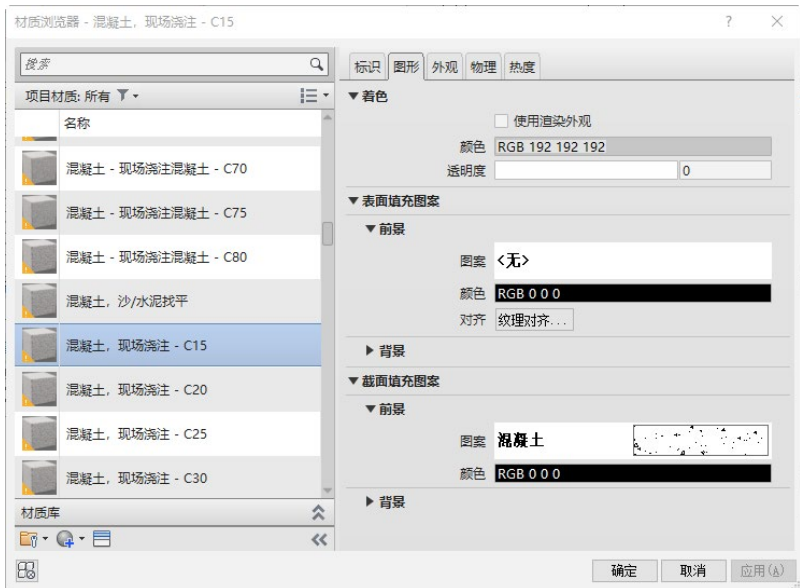 材质浏览器 - 混凝土，现场浇注 - C15
?
搜索
项目材质: 所有
名称
混凝土 - 现场浇注混凝土 - C70
混凝土 - 现场浇注混凝土 - C75
混凝土 - 现场浇注混凝土 - C80
混凝土，沙/水泥找平
混凝土，现场浇注 - C15
混凝土，现场浇注 - C20
混凝土，现场浇注 - C25
混凝土，现场浇注 - C30
材质库
标识 图形 外观 物理 热度
着色
使用渲染外观
颜色 RGB 192 192 192
透明度 0
表面填充图案
前景
图案 <无>
颜色 RGB 0 0 0
对齐 纹理对齐...
背景
截面填充图案
前景
图案 混凝土
颜色 RGB 0 0 0
背景
确定 取消 应用(A)